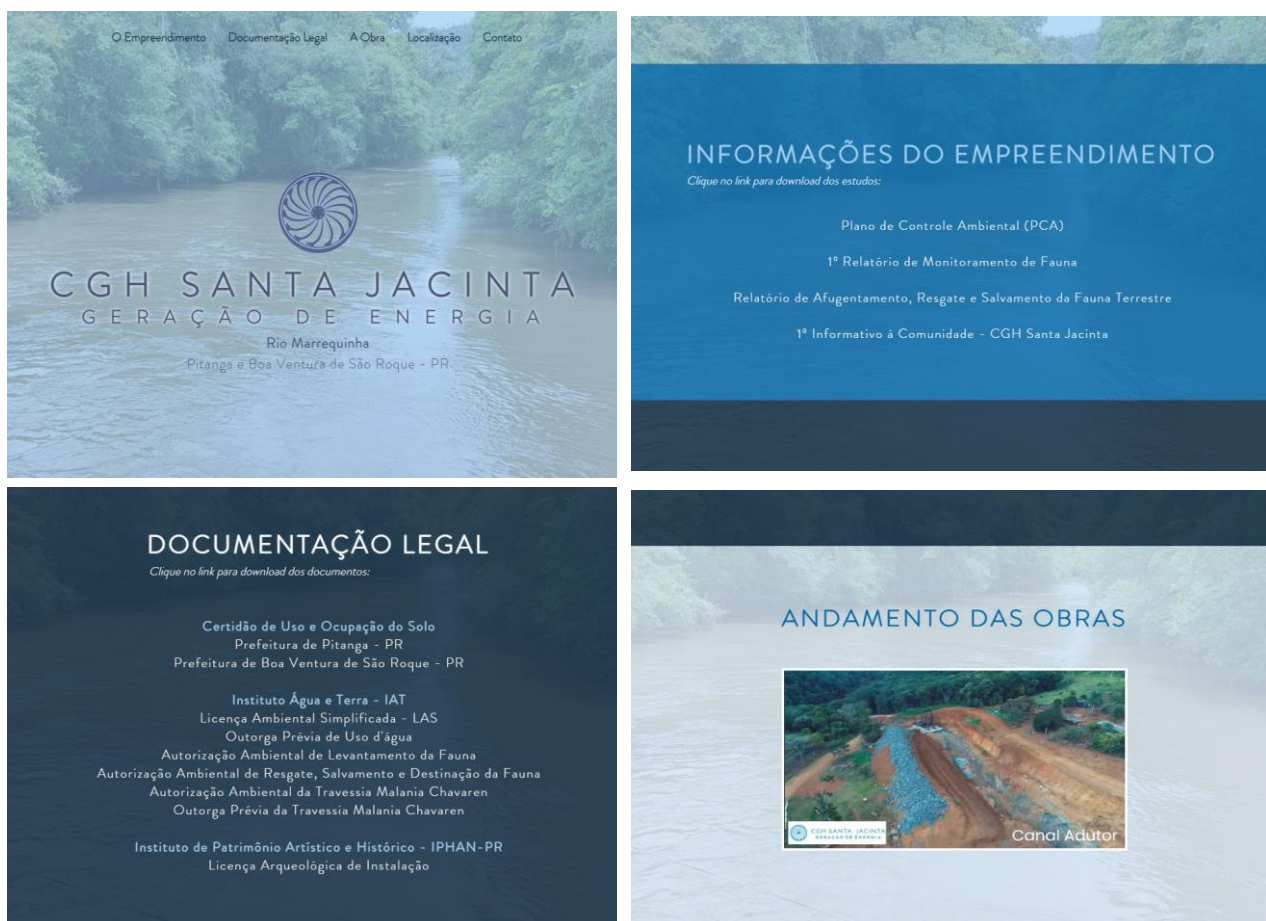 O Empreendimento Documentação Legal A Obra Localização Contato
CGH SANTA JACINTA
GERAÇÃO DE ENERGIA
Rio Marrequinha
Pitanga e Boa Ventura de São Roque - PR
INFORMAÇÕES DO EMPREENDIMENTO
Clique no link para download dos estudos:
Plano de Controle Ambiental (PCA)
1º Relatório de Monitoramento de Fauna
Relatório de Afugentamento, Resgate e Salvamento da Fauna Terrestre
1º Informativo à Comunidade - CGH Santa Jacinta
DOCUMENTAÇÃO LEGAL
Clique no link para download dos documentos:
Certidão de Uso e Ocupação do Solo
Prefeitura de Pitanga - PR
Prefeitura de Boa Ventura de São Roque - PR
Instituto Água e Terra - IAT
Licença Ambiental Simplificada - LAS
Outorga Prévia de Uso d'água
Autorização Ambiental de Levantamento da Fauna
Autorização Ambiental de Resgate, Salvamento e Destinação da Fauna
Autorização Ambiental da Travessia Malania Chavaren
Outorga Prévia da Travessia Malania Chavaren
Instituto de Patrimônio Artístico e Histórico - IPHAN-PR
Licença Arqueológica de Instalação
ANDAMENTO DAS OBRAS
CGH SANTA JACINTA
GERAÇÃO DE ENERGIA
Canal Adutor